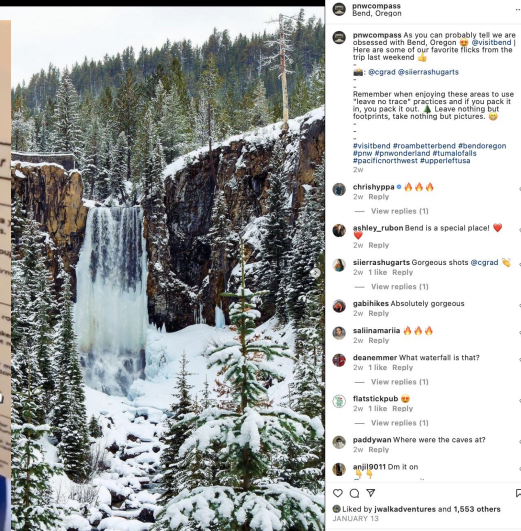 pnwcompass
Bend, Oregon
pnwcompass As you can probably tell we are
obsessed with Bend, Oregon 😍 @visitbend |
Here are some of our favorite flicks from the
trip last weekend 👍
-
📸: @cgrad @siierrashugarts
-
-
Remember when enjoying these areas to use
"leave no trace" practices and if you pack it
in, you pack it out. 🌲 Leave nothing but
footprints, take nothing but pictures. 😁
-
-
-
#visitbend #roambetterbend #bendoregon
#pnw #pnwonderland #tumalofalls
#pacificnorthwest #upperleftusa
2w
chrishyppa 🔥🔥🔥
2w Reply
View replies (1)
ashley_rubon Bend is a special place! ❤️
❤️
2w Reply
siierrashugarts Gorgeous shots @cgrad 👏
2w 1 like Reply
View replies (1)
gabihikes Absolutely gorgeous
2w Reply
saliinamariia 🔥🔥🔥
2w Reply
deanemmer What waterfall is that?
2w 1 like Reply
View replies (1)
flatstickpub 😍
2w 1 like Reply
View replies (1)
paddywan Where were the caves at?
2w Reply
anjil9011 Dm it on
👇👇
Liked by jwalkadventures and 1,553 others
JANUARY 13